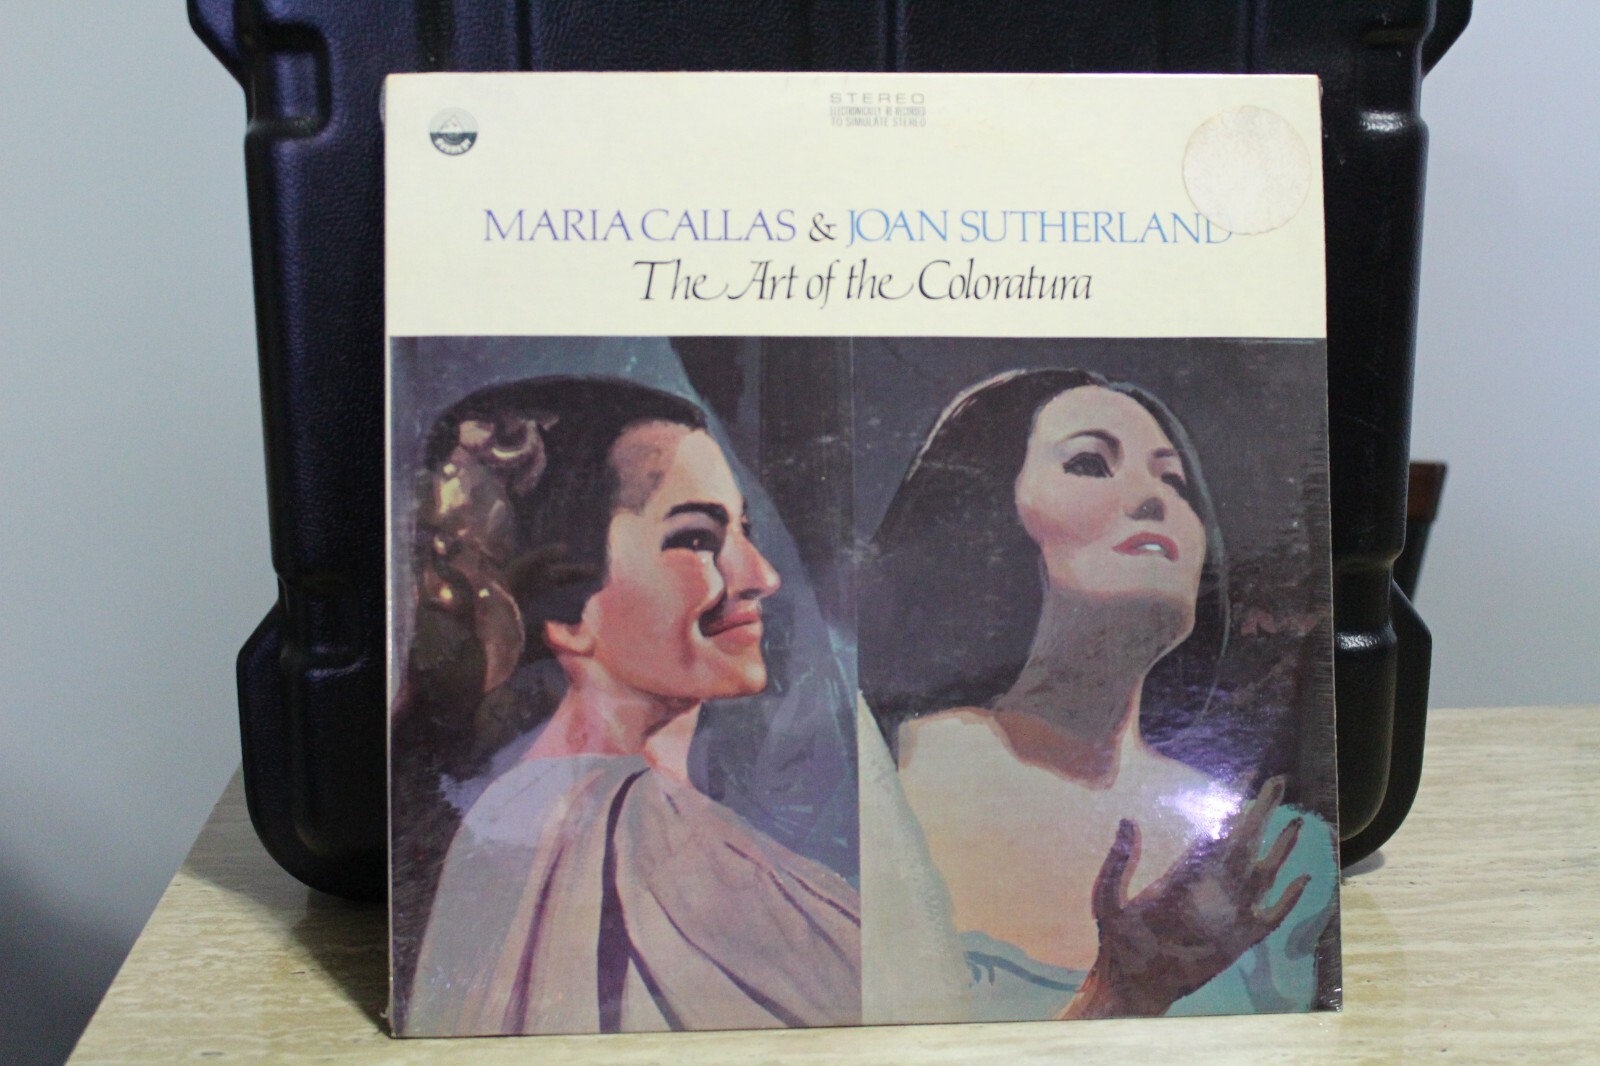 STEREO
ELECTRONICALLY RE-RECORDED
TO SIMULATE STEREO
MARIA CALLAS & JOAN SUTHERLAND
The Art of the Coloratura